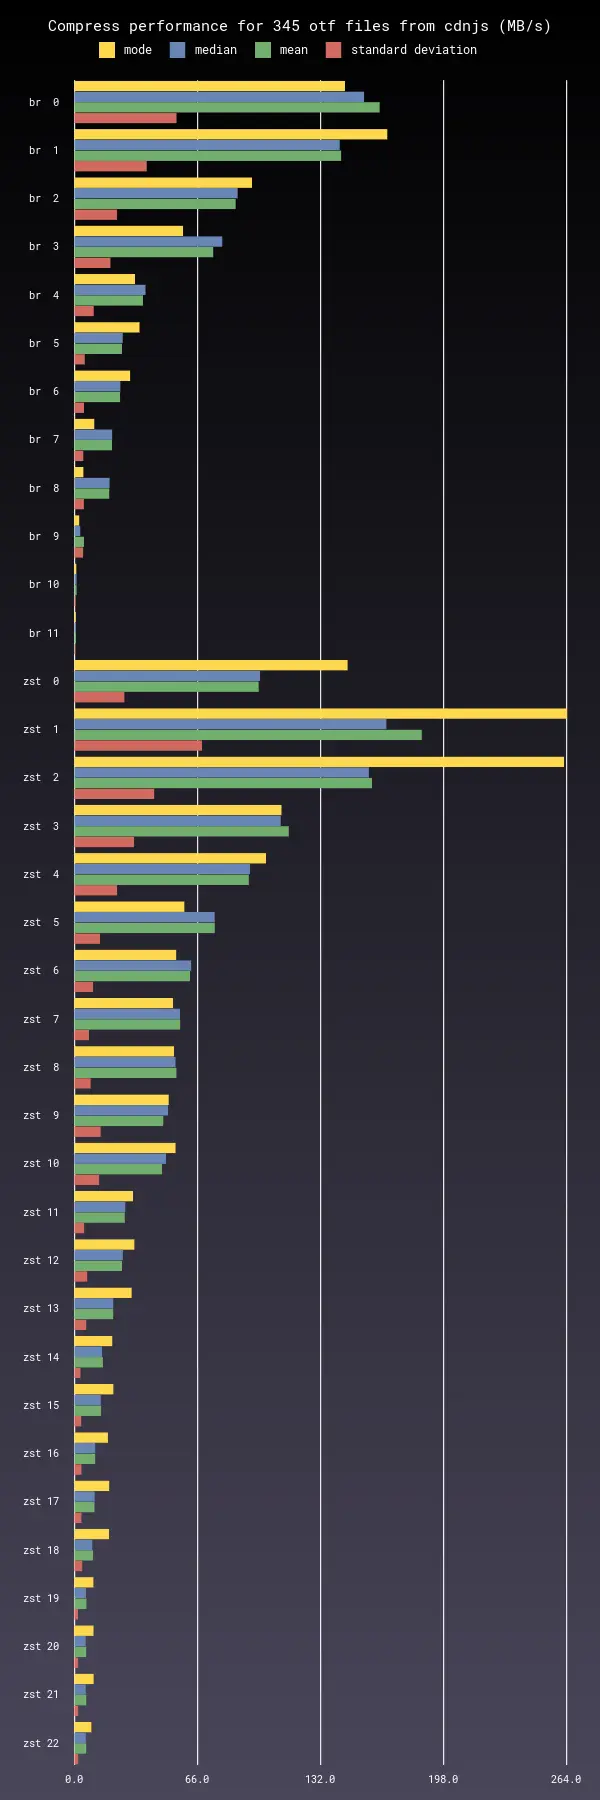 Compress performance for 345 otf files from cdnjs (MB/s)
mode median mean standard deviation
br 0
br 1
br 2
br 3
br 4
br 5
br 6
br 7
br 8
br 9
br 10
br 11
zst 0
zst 1
zst 2
zst 3
zst 4
zst 5
zst 6
zst 7
zst 8
zst 9
zst 10
zst 11
zst 12
zst 13
zst 14
zst 15
zst 16
zst 17
zst 18
zst 19
zst 20
zst 21
zst 22
0.0 66.0 132.0 198.0 264.0